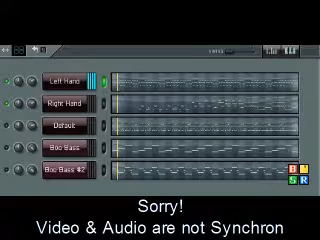 Left Hand
Right Hand
Default
Boo Bass
Boo Bass #2
B
S R
Sorry!
Video & Audio are not Synchron